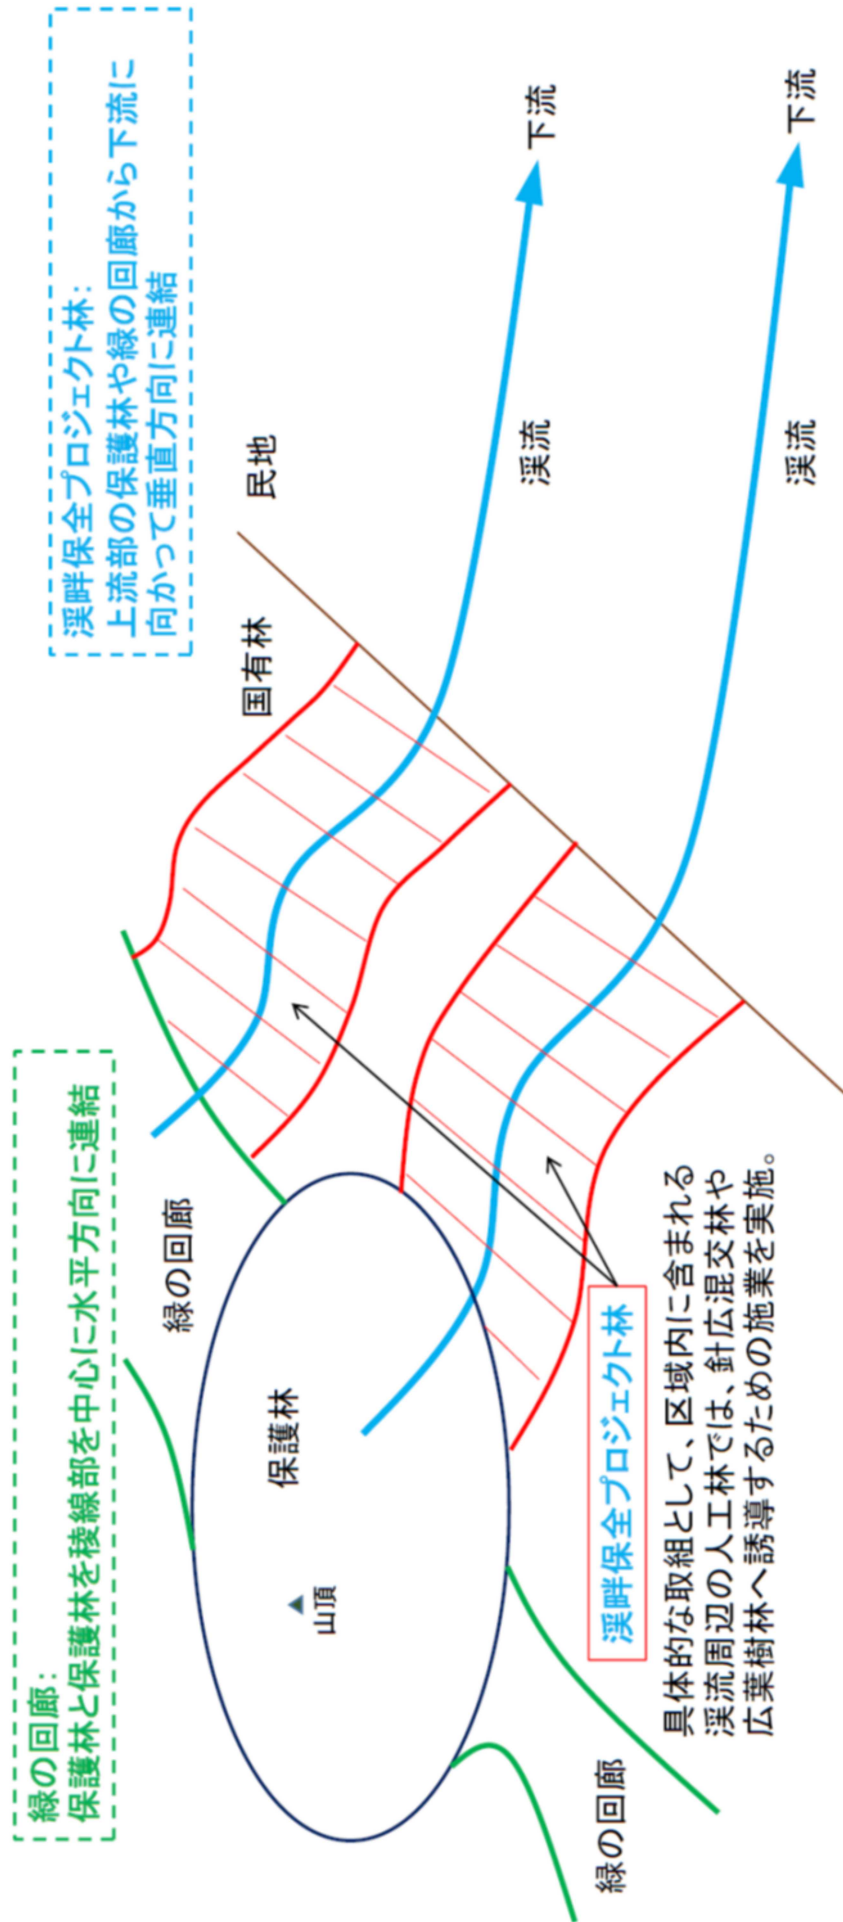 緑の回廊：
保護林と保護林を稜線部を中心に水平方向に連結
渓畔保全プロジェクト林：
上流部の保護林や緑の回廊から下流に
向かって垂直方向に連結
緑の回廊
国有林
民地
保護林
山頂
渓流
下流
渓畔保全プロジェクト林
緑の回廊
具体的な取組として、区域内に含まれる
渓流周辺の人工林では、針広混交林や
広葉樹林へ誘導するための施業を実施。
渓流
下流